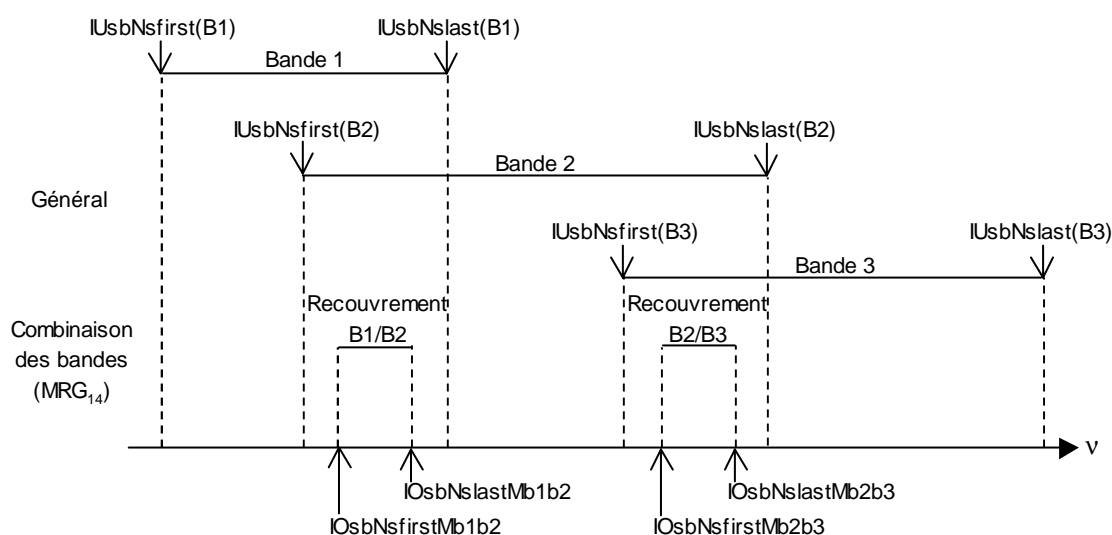 IUsbNsfirst(B1)
IUsbNslast(B1)
Bande 1
IUsbNsfirst(B2)
IUsbNslast(B2)
Bande 2
Général
IUsbNsfirst(B3)
IUsbNslast(B3)
Bande 3
Recouvrement
B1/B2
Recouvrement
B2/B3
Combinaison
des bandes
(MRG14)
ν
IOsbNslastMb1b2
IOsbNslastMb2b3
IOsbNsfirstMb1b2
IOsbNsfirstMb2b3